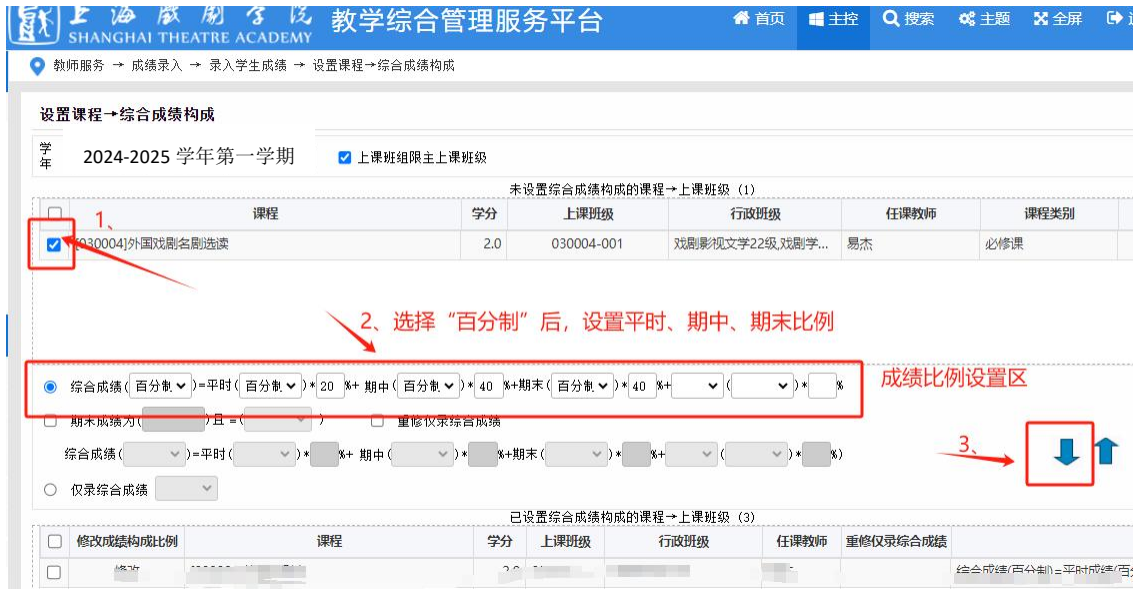 上海戏剧学院 教学综合管理服务平台 首页 主控 搜索 主题 全屏
SHANGHAI THEATRE ACADEMY
教师服务 → 成绩录入 → 录入学生成绩 → 设置课程→综合成绩构成
设置课程→综合成绩构成
学年 2024-2025 学年第一学期 上课班组限主上课班级
未设置综合成绩构成的课程→上课班级 (1)
课程 学分 上课班级 行政班级 任课教师 课程类别
1、
[030004]外国戏剧名剧选读 2.0 030004-001 戏剧影视文学22级,戏剧学... 易杰 必修课
2、选择“百分制”后，设置平时、期中、期末比例
综合成绩(百分制)=平时(百分制)*20%+ 期中(百分制)*40%+期末(百分制)*40%+ ( )* %
成绩比例设置区
期末成绩为( )且 =( ) 重修仅录综合成绩
3、
综合成绩( )=平时( )* %+ 期中( )* %+期末( )* %+ ( )* %)
仅录综合成绩
已设置综合成绩构成的课程→上课班级 (3)
修改成绩构成比例 课程 学分 上课班级 行政班级 任课教师 重修仅录综合成绩
修改 综合成绩(百分制)=平时成绩(百